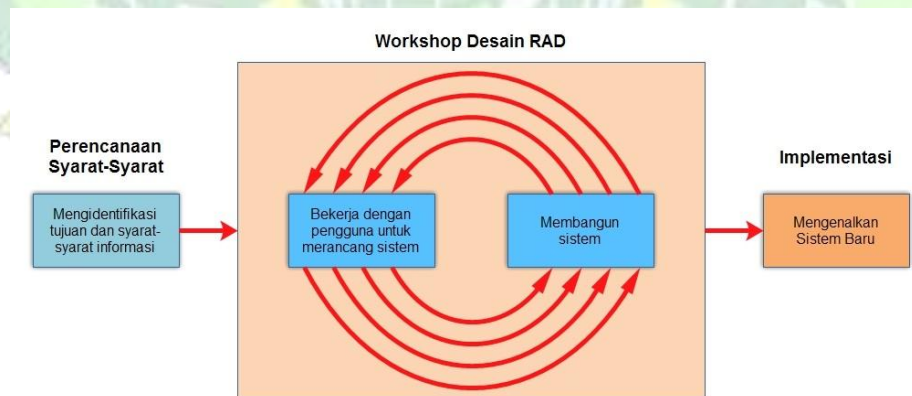 Workshop Desain RAD
Perencanaan
Syarat-Syarat
Mengidentifikasi
tujuan dan syarat-
syarat informasi
Bekerja dengan
pengguna untuk
merancang sistem
Membangun
sistem
Implementasi
Mengenalkan
Sistem Baru